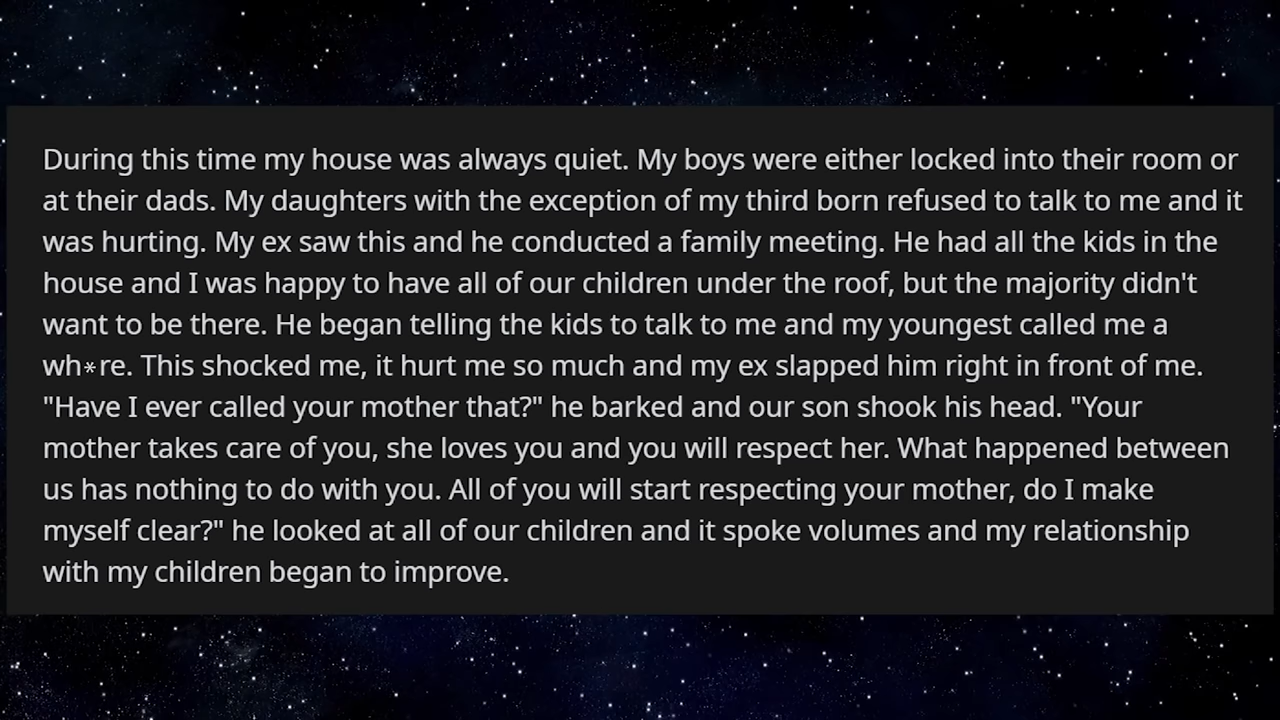 During this time my house was always quiet. My boys were either locked into their room or
at their dads. My daughters with the exception of my third born refused to talk to me and it
was hurting. My ex saw this and he conducted a family meeting. He had all the kids in the
house and I was happy to have all of our children under the roof, but the majority didn't
want to be there. He began telling the kids to talk to me and my youngest called me a
wh*re. This shocked me, it hurt me so much and my ex slapped him right in front of me.
"Have I ever called your mother that?" he barked and our son shook his head. "Your
mother takes care of you, she loves you and you will respect her. What happened between
us has nothing to do with you. All of you will start respecting your mother, do I make
myself clear?" he looked at all of our children and it spoke volumes and my relationship
with my children began to improve.